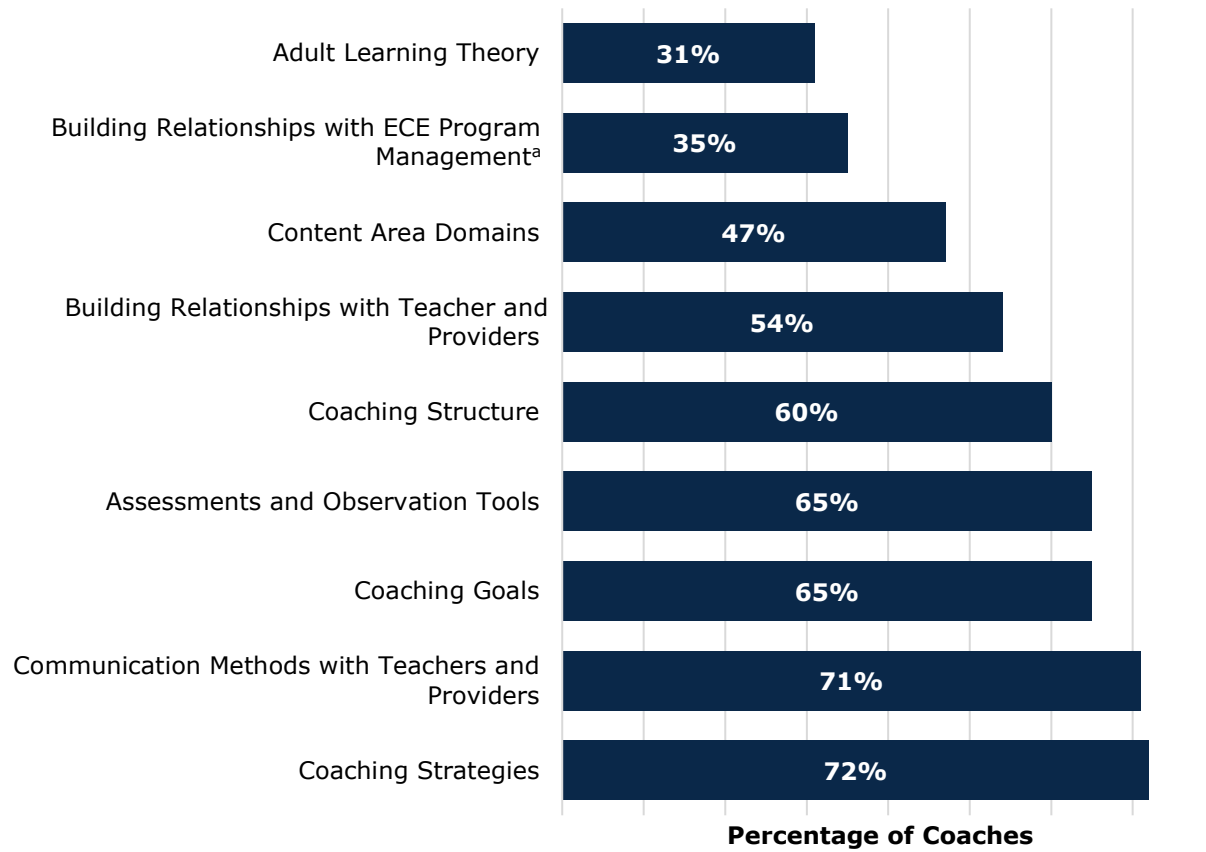 Adult Learning Theory
31%
Building Relationships with ECE Program
Managementᵃ
35%
Content Area Domains
47%
Building Relationships with Teacher and
Providers
54%
Coaching Structure
60%
Assessments and Observation Tools
65%
Coaching Goals
65%
Communication Methods with Teachers and
Providers
71%
Coaching Strategies
72%
Percentage of Coaches